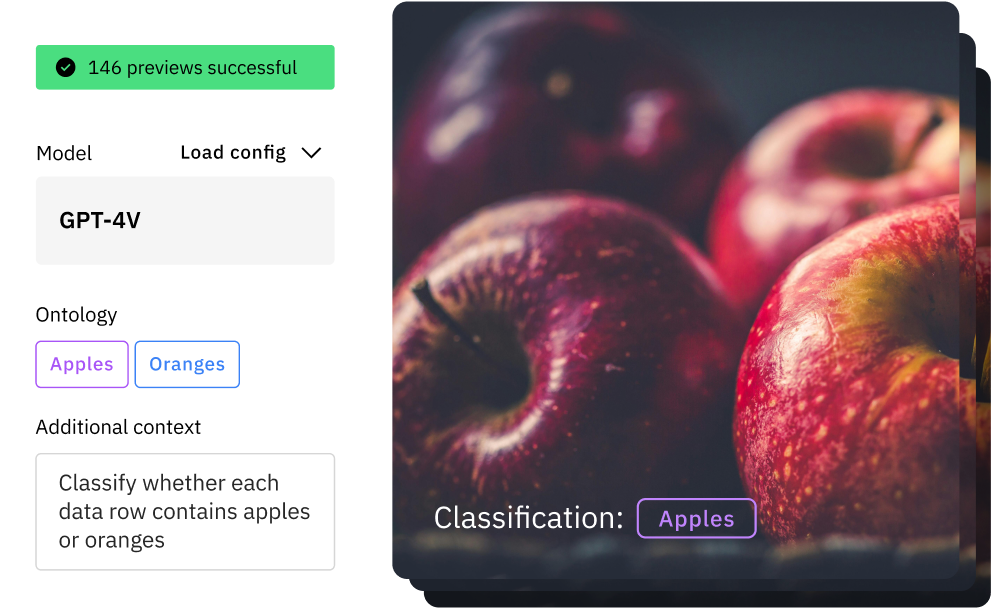 146 previews successful
Model
Load config
GPT-4V
Ontology
Apples
Oranges
Additional context
Classify whether each
data row contains apples
or oranges
Classification: Apples